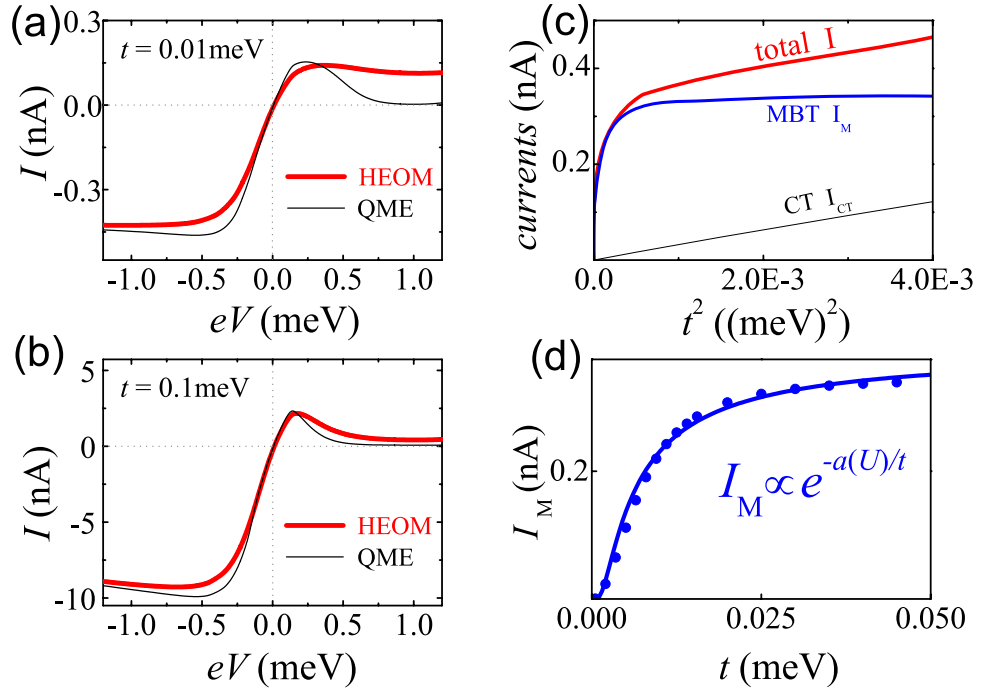 (a)
t = 0.01meV
I (nA)
0.3
0.0
-0.3
HEOM
QME
-1.0 -0.5 0.0 0.5 1.0
eV (meV)
(b)
t = 0.1meV
I (nA)
5
0
-5
-10
HEOM
QME
-1.0 -0.5 0.0 0.5 1.0
eV (meV)
(c)
currents (nA)
0.4
0.2
total I
MBT I_M
CT I_CT
0.0 2.0E-3 4.0E-3
t² ((meV)²)
(d)
I_M (nA)
0.2
I_M∝e^-a(U)/t
0.000 0.025 0.050
t (meV)